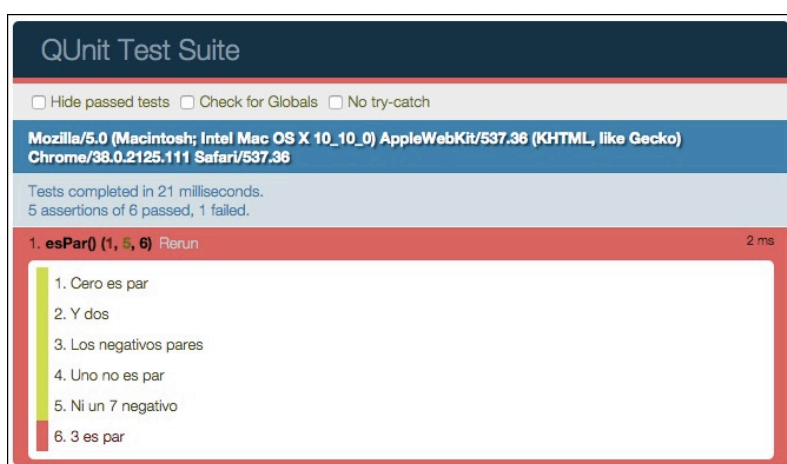 QUnit Test Suite
Hide passed tests Check for Globals No try-catch
Mozilla/5.0 (Macintosh; Intel Mac OS X 10_10_0) AppleWebKit/537.36 (KHTML, like Gecko)
Chrome/38.0.2125.111 Safari/537.36
Tests completed in 21 milliseconds.
5 assertions of 6 passed, 1 failed.
1. esPar() (1, 5, 6) Rerun 2 ms
1. Cero es par
2. Y dos
3. Los negativos pares
4. Uno no es par
5. Ni un 7 negativo
6. 3 es par